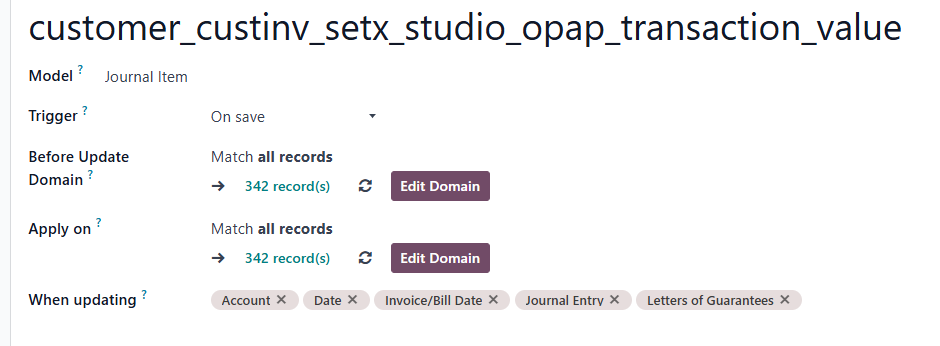 customer_custinv_setx_studio_opap_transaction_value
Model ? Journal Item
Trigger ? On save
Before Update Domain ? Match all records
→ 342 record(s) Edit Domain
Apply on ? Match all records
→ 342 record(s) Edit Domain
When updating ? Account ✕ Date ✕ Invoice/Bill Date ✕ Journal Entry ✕ Letters of Guarantees ✕